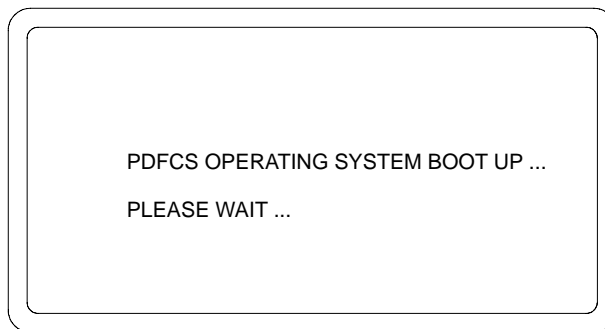 PDFCS OPERATING SYSTEM BOOT UP ...
PLEASE WAIT ...